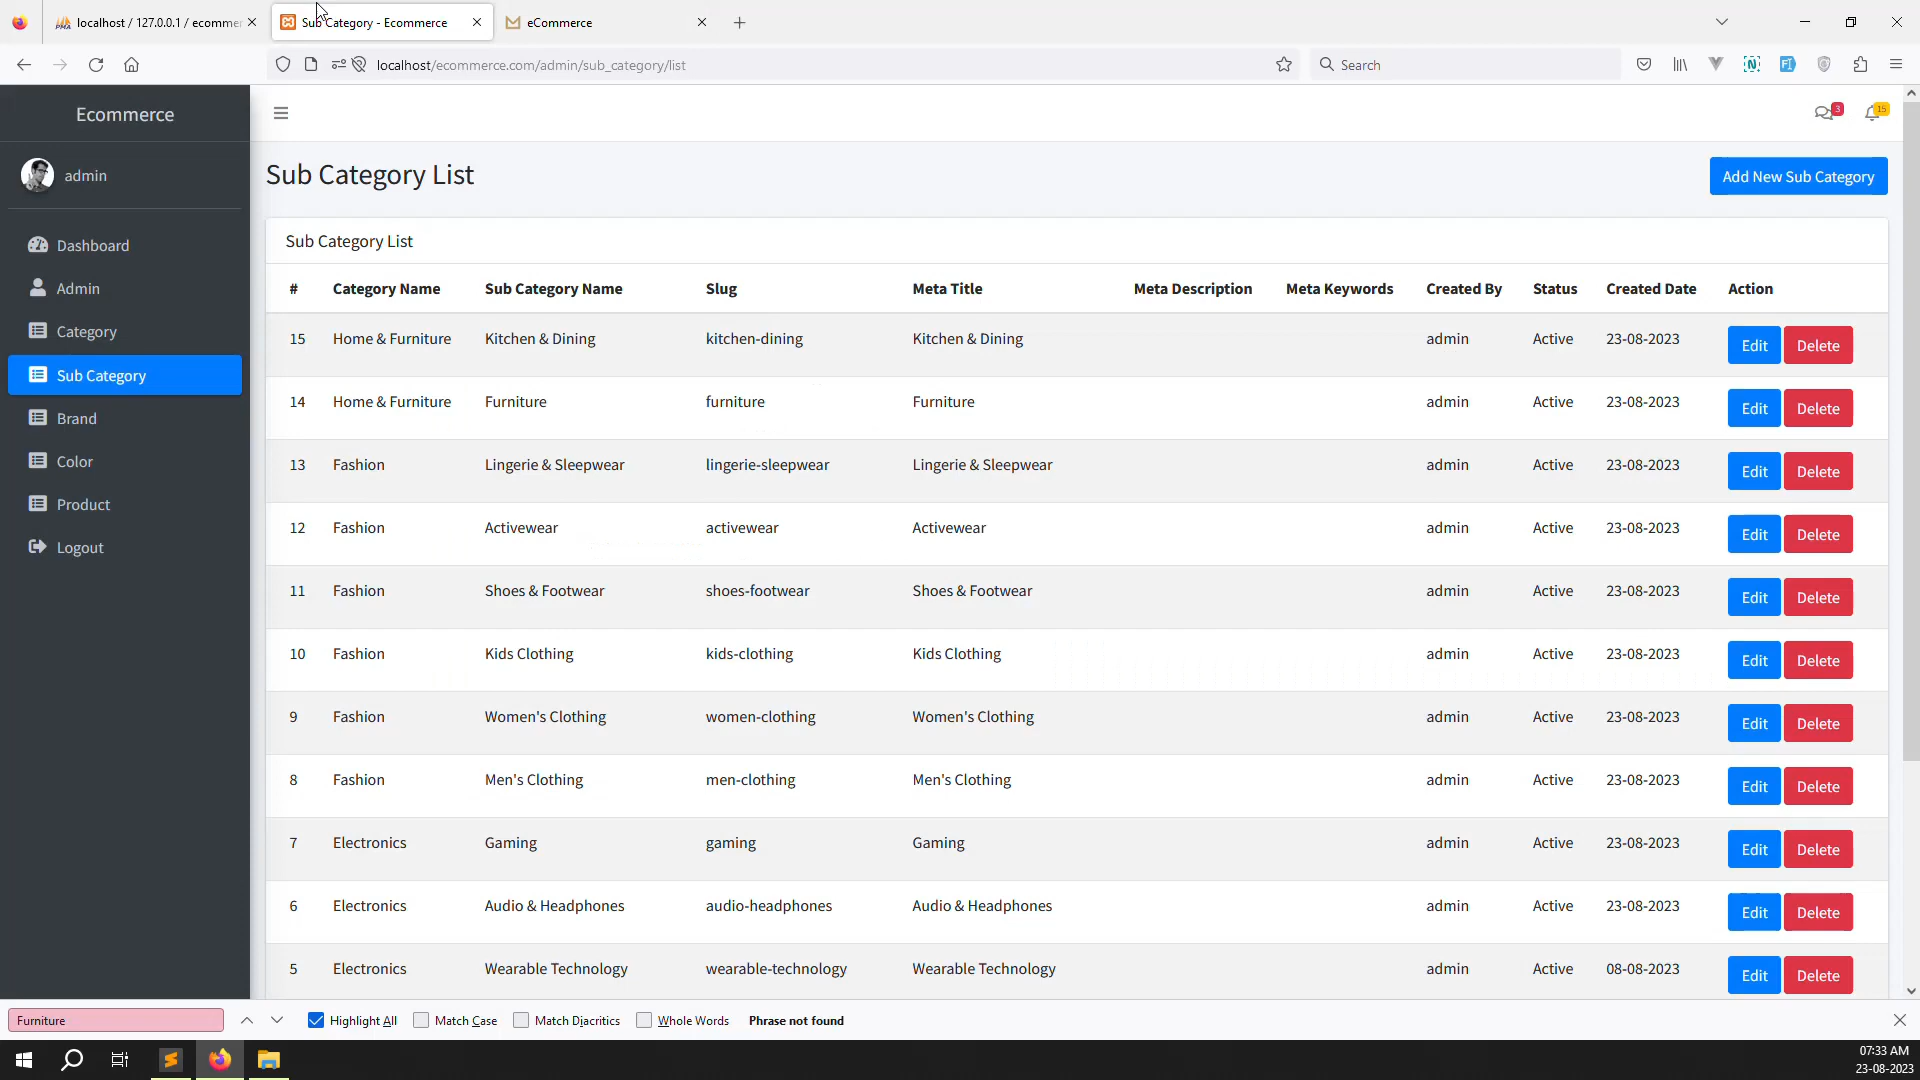 localhost / 127.0.0.1 / ecomme
Sub Category - Ecommerce
eCommerce
localhost/ecommerce.com/admin/sub_category/list
Search
Ecommerce
3
15
admin
Sub Category List
Add New Sub Category
Dashboard
Admin
Category
Sub Category
Brand
Color
Product
Logout
Sub Category List
# Category Name Sub Category Name Slug Meta Title Meta Description Meta Keywords Created By Status Created Date Action
15 Home & Furniture Kitchen & Dining kitchen-dining Kitchen & Dining admin Active 23-08-2023 Edit Delete
14 Home & Furniture Furniture furniture Furniture admin Active 23-08-2023 Edit Delete
13 Fashion Lingerie & Sleepwear lingerie-sleepwear Lingerie & Sleepwear admin Active 23-08-2023 Edit Delete
12 Fashion Activewear activewear Activewear admin Active 23-08-2023 Edit Delete
11 Fashion Shoes & Footwear shoes-footwear Shoes & Footwear admin Active 23-08-2023 Edit Delete
10 Fashion Kids Clothing kids-clothing Kids Clothing admin Active 23-08-2023 Edit Delete
9 Fashion Women's Clothing women-clothing Women's Clothing admin Active 23-08-2023 Edit Delete
8 Fashion Men's Clothing men-clothing Men's Clothing admin Active 23-08-2023 Edit Delete
7 Electronics Gaming gaming Gaming admin Active 23-08-2023 Edit Delete
6 Electronics Audio & Headphones audio-headphones Audio & Headphones admin Active 23-08-2023 Edit Delete
5 Electronics Wearable Technology wearable-technology Wearable Technology admin Active 08-08-2023 Edit Delete
Furniture
Highlight All
Match Case
Match Diacritics
Whole Words
Phrase not found
07:33 AM
23-08-2023